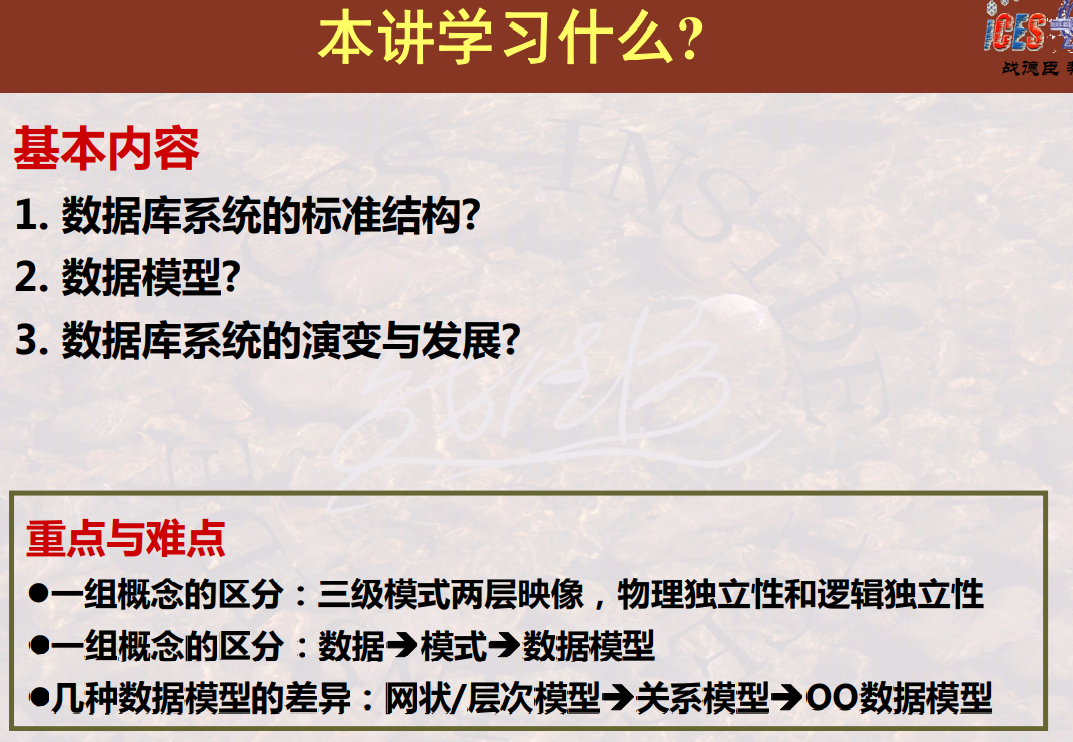 本讲学习什么?
ICES
战德臣
基本内容
1. 数据库系统的标准结构?
2. 数据模型?
3. 数据库系统的演变与发展?
重点与难点
●一组概念的区分：三级模式两层映像，物理独立性和逻辑独立性
●一组概念的区分：数据➔模式➔数据模型
●几种数据模型的差异：网状/层次模型➔关系模型➔OO数据模型